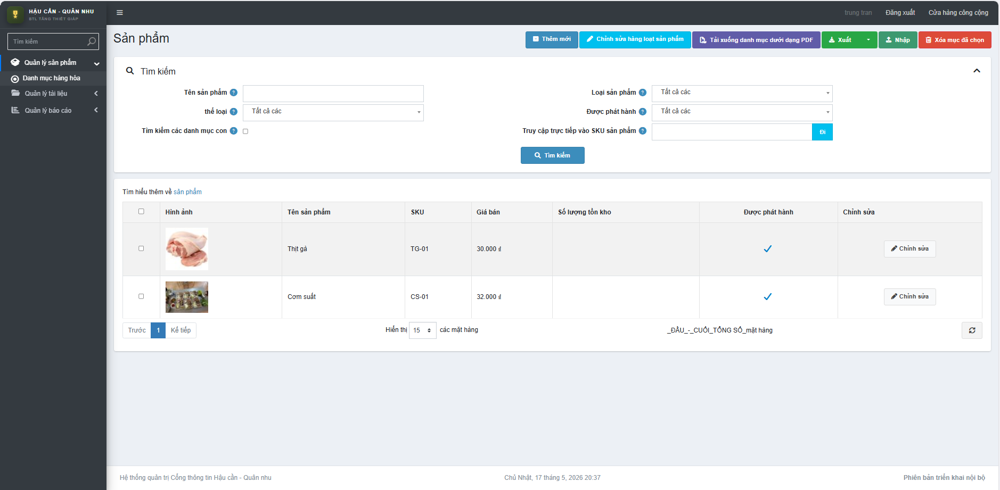 HẬU CẦN - QUÂN NHU
BTL TĂNG THIẾT GIÁP
trung tran
Đăng xuất
Cửa hàng công cộng
Tìm kiếm
Quản lý sản phẩm
Danh mục hàng hóa
Quản lý tài liệu
Quản lý báo cáo
Sản phẩm
Thêm mới
Chỉnh sửa hàng loạt sản phẩm
Tải xuống danh mục dưới dạng PDF
Xuất
Nhập
Xóa mục đã chọn
Tìm kiếm
Tên sản phẩm ?
Loại sản phẩm ?
Tất cả các
thể loại ?
Tất cả các
Được phát hành ?
Tất cả các
Tìm kiếm các danh mục con ?
Truy cập trực tiếp vào SKU sản phẩm ?
Đi
Tìm kiếm
Tìm hiểu thêm về sản phẩm
Hình ảnh Tên sản phẩm SKU Giá bán Số lượng tồn kho Được phát hành Chỉnh sửa
Thịt gà TG-01 30.000 ₫ Chỉnh sửa
Cơm suất CS-01 32.000 ₫ Chỉnh sửa
Trước 1 Kế tiếp
Hiển thị 15 các mặt hàng
_ĐẦU_-_CUỐI_TỔNG SỐ_mặt hàng
Hệ thống quản trị Cổng thông tin Hậu cần - Quân nhu
Chủ Nhật, 17 tháng 5, 2026 20:37
Phiên bản triển khai nội bộ